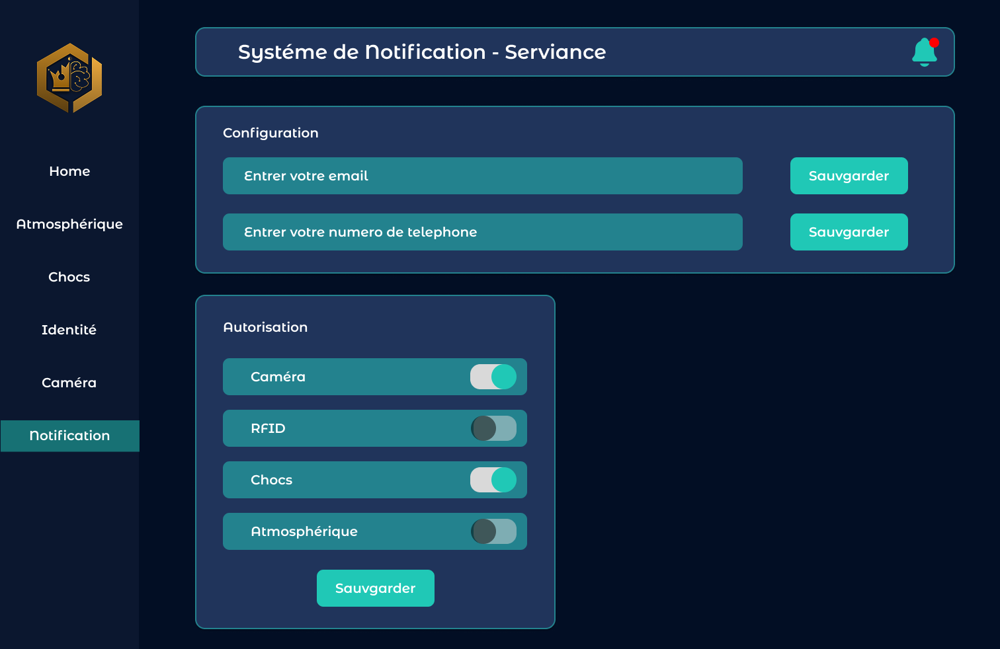 Systéme de Notification - Serviance
Home
Atmosphérique
Chocs
Identité
Caméra
Notification
Configuration
Entrer votre email
Sauvgarder
Entrer votre numero de telephone
Sauvgarder
Autorisation
Caméra
RFID
Chocs
Atmosphérique
Sauvgarder